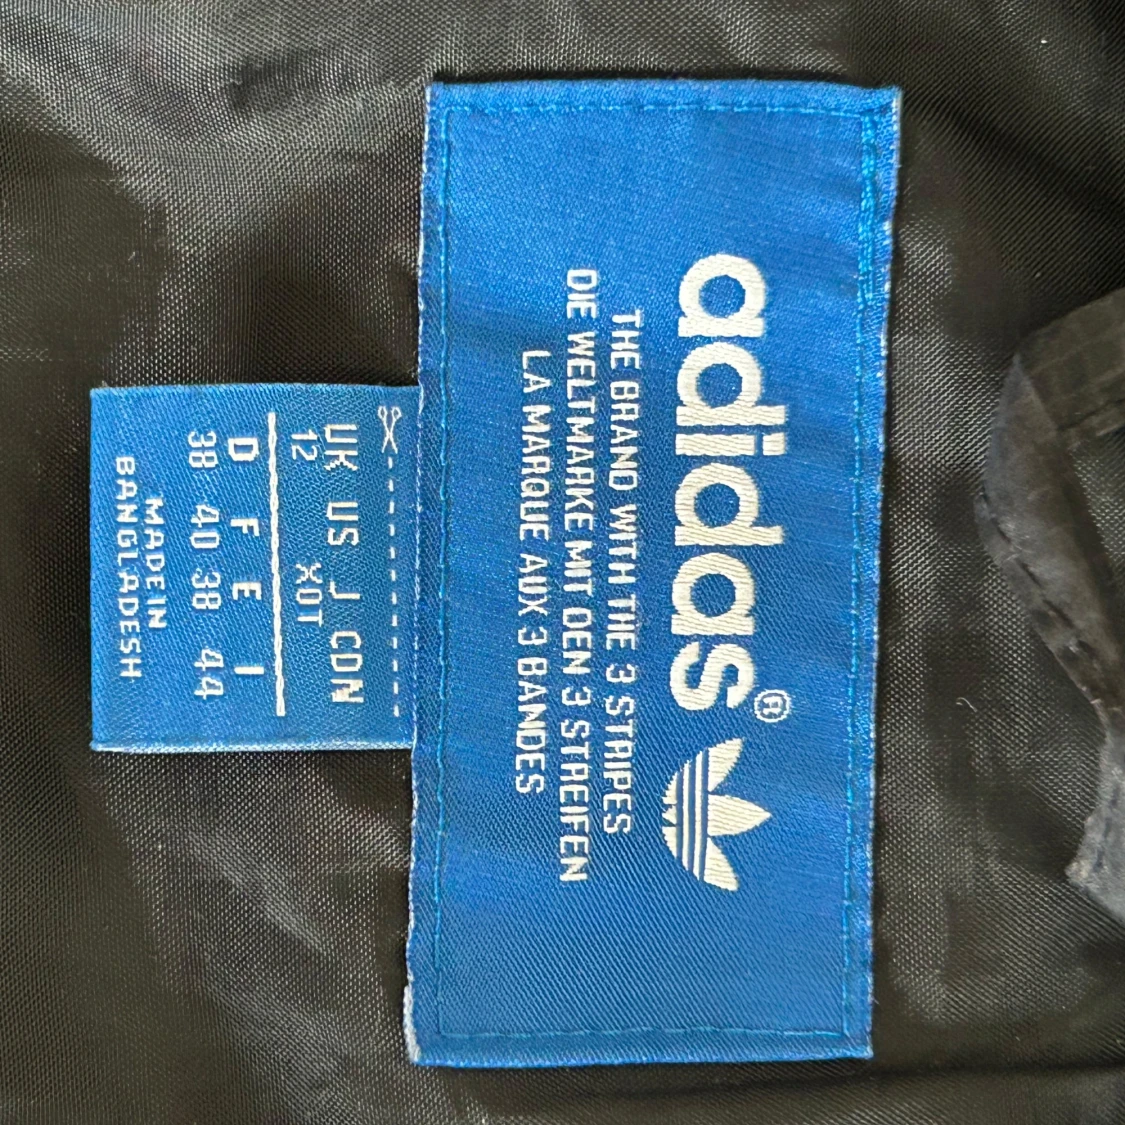 adidas®
THE BRAND WITH THE 3 STRIPES
DIE WELTMARKE MIT DEN 3 STREIFEN
LA MARQUE AUX 3 BANDES
UK US J CDN
12 XOT
D F E I
38 40 38 44
MADE IN
BANGLADESH